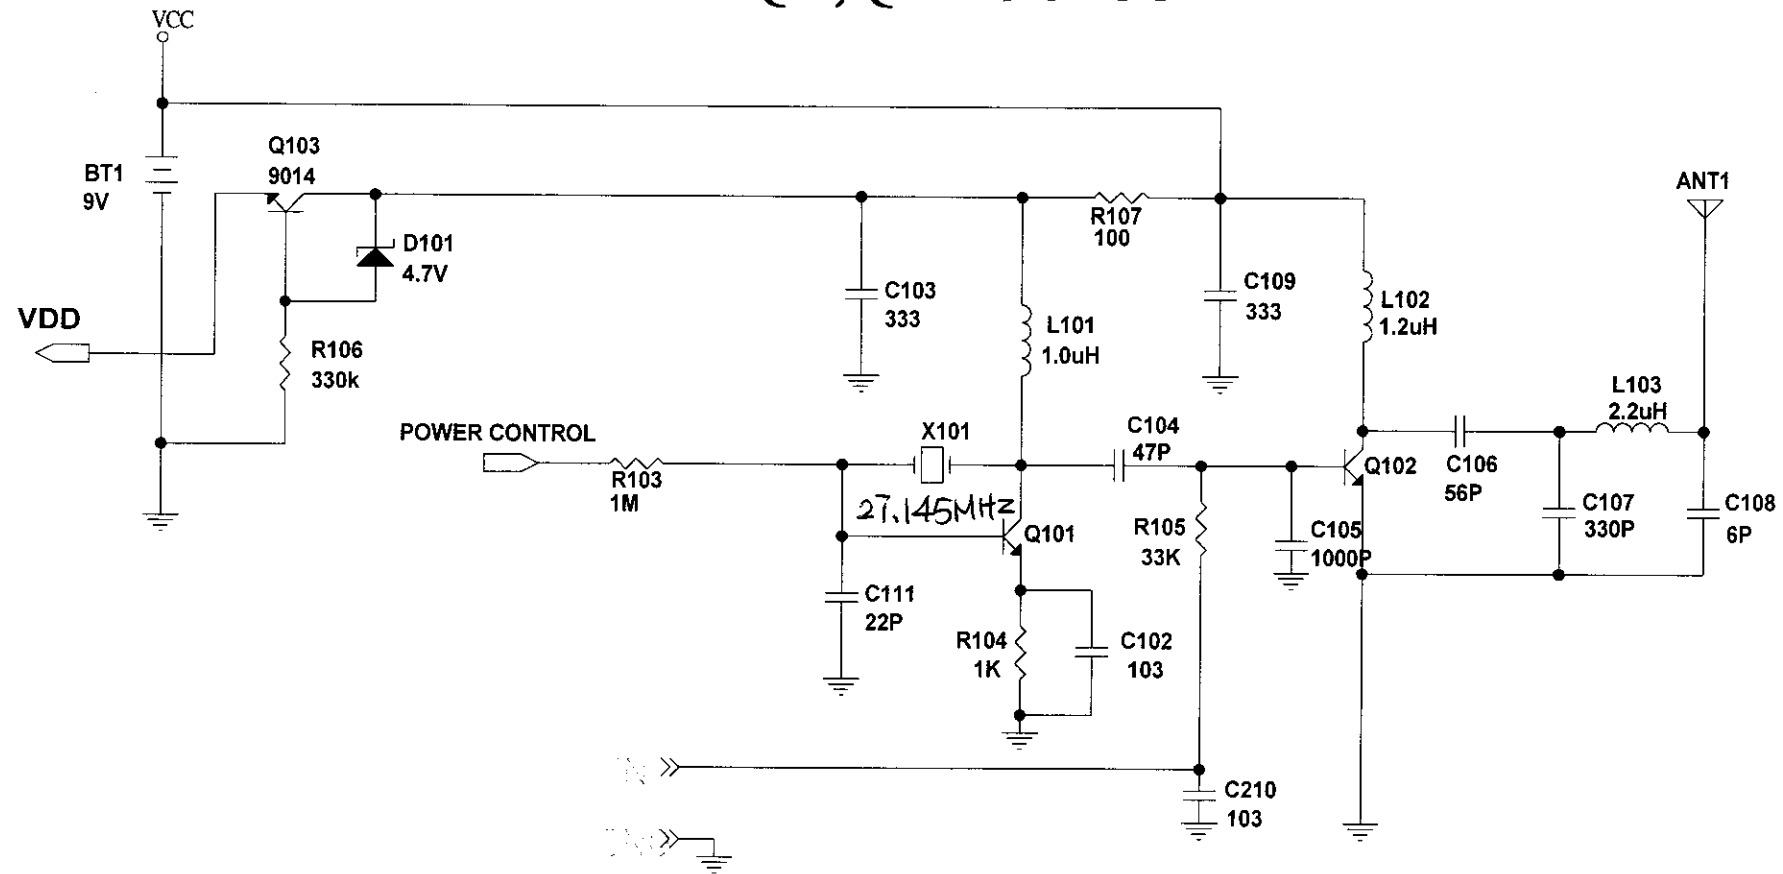 VCC
Q103
9014
BT1
9V
ANT1
D101
4.7V
R107
100
C103
333
C109
333
L102
1.2uH
VDD
L101
1.0uH
R106
330k
L103
2.2uH
POWER CONTROL
X101
C104
47P
R103
1M
Q102
C106
56P
27.145MHz
Q101
R105
33K
C105
1000P
C107
330P
C108
6P
C111
22P
R104
1K
C102
103
C210
103